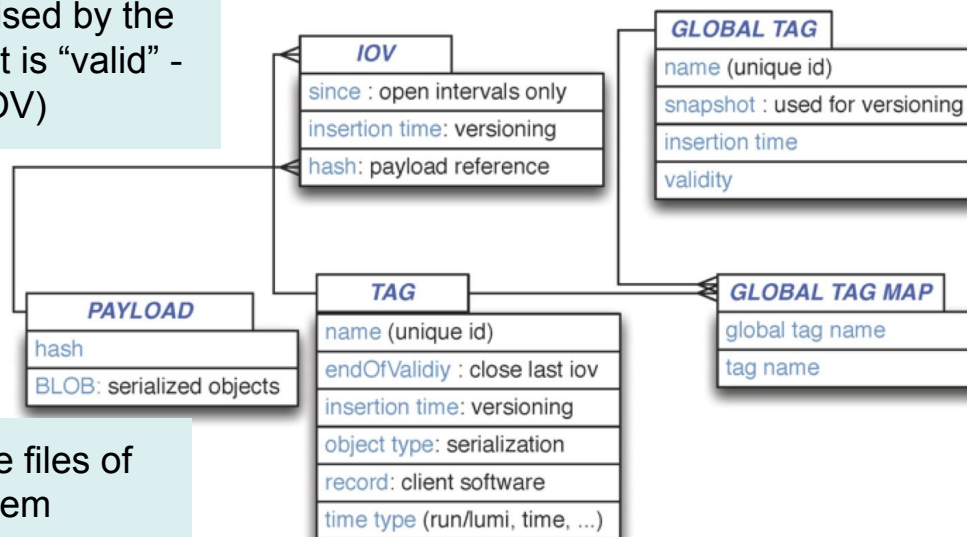 sed by the
t is “valid” -
OV)
IOV
since : open intervals only
insertion time: versioning
hash: payload reference
GLOBAL TAG
name (unique id)
snapshot : used for versioning
insertion time
validity
PAYLOAD
hash
BLOB: serialized objects
TAG
name (unique id)
endOfValidiy : close last iov
insertion time: versioning
object type: serialization
record: client software
time type (run/lumi, time, ...)
GLOBAL TAG MAP
global tag name
tag name
e files of
em